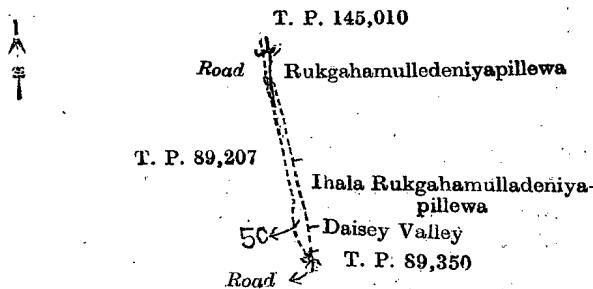 T. P. 145,010
Road Rukgahamulledeniyapillewa
T. P. 89,207
Ihala Rukgahamulladeniya-
pillewa
50
Daisey Valley
T. P. 89,350
Road